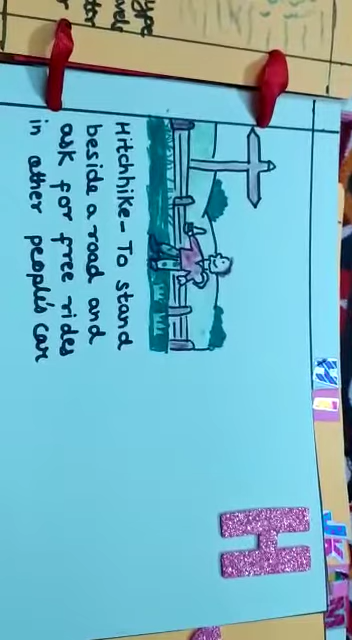 H
Hitchhike- To stand
beside a road and
ask for free rides
in other people's car
H
I
J
K
L
M